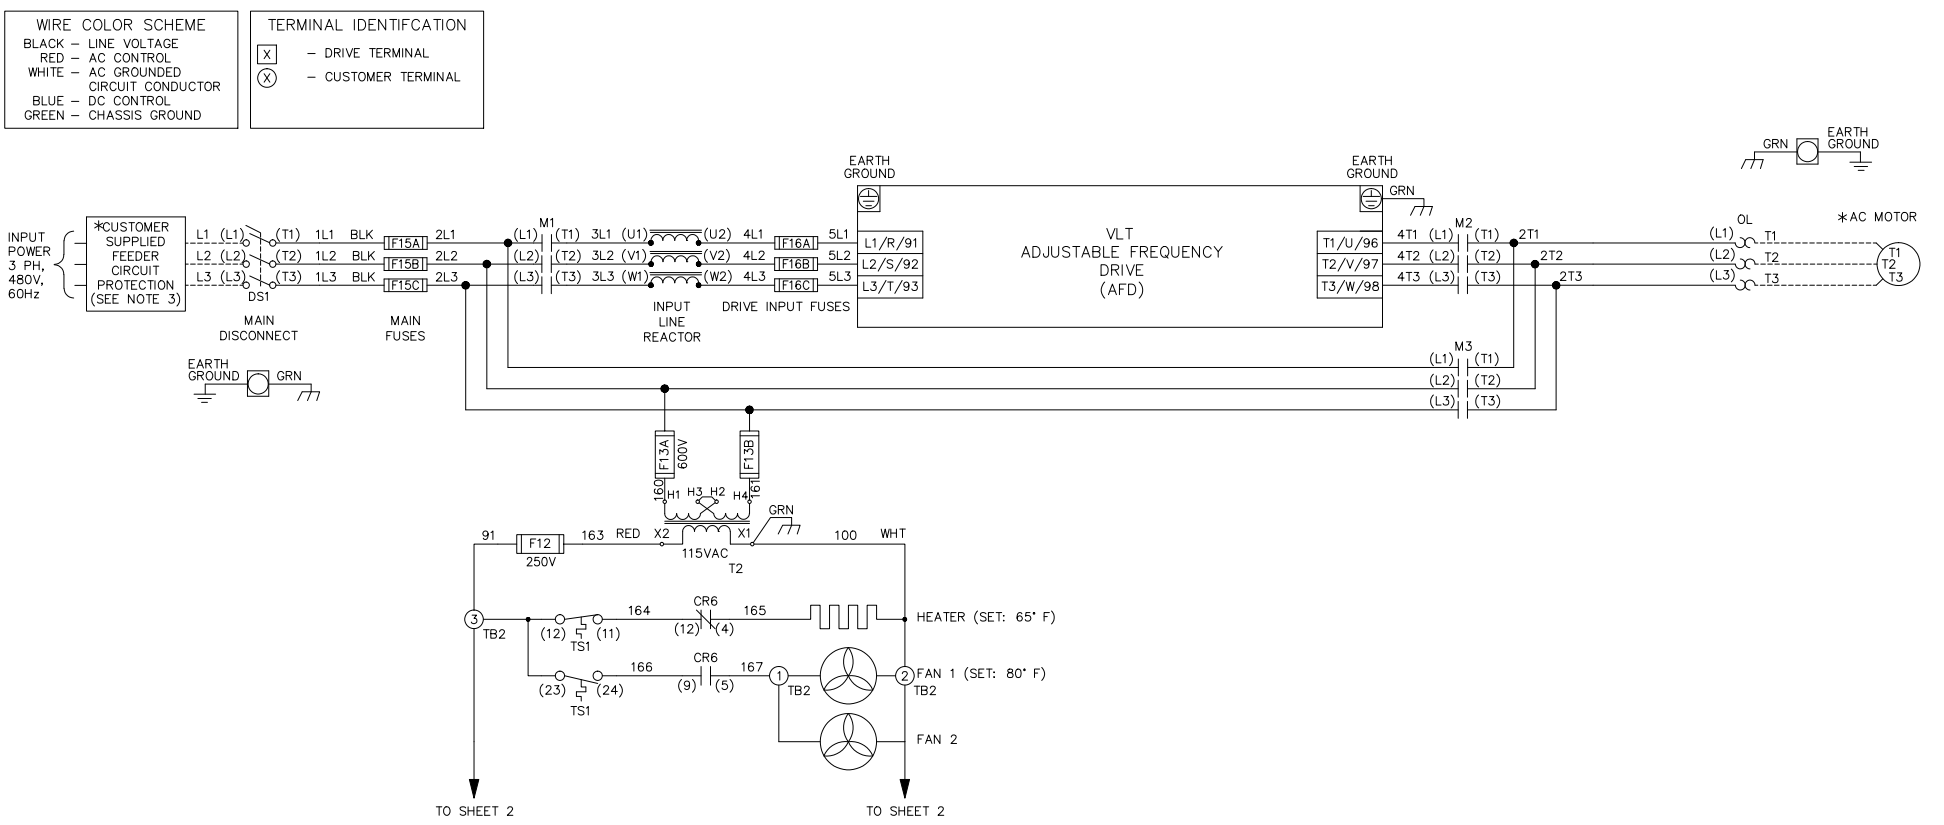 WIRE COLOR SCHEME
BLACK – LINE VOLTAGE
RED – AC CONTROL
WHITE – AC GROUNDED
CIRCUIT CONDUCTOR
BLUE – DC CONTROL
GREEN – CHASSIS GROUND
TERMINAL IDENTIFCATION
X – DRIVE TERMINAL
X – CUSTOMER TERMINAL
GRN
EARTH
GROUND
EARTH
GROUND
EARTH
GROUND
GRN
INPUT
POWER
3 PH,
480V,
60Hz
*CUSTOMER
SUPPLIED
FEEDER
CIRCUIT
PROTECTION
(SEE NOTE 3)
M1
M2
OL
*AC MOTOR
L1 (L1) (T1) 1L1 BLK F15A 2L1 (L1) (T1) 3L1 (U1) (U2) 4L1 F16A 5L1 L1/R/91
L2 (L2) (T2) 1L2 BLK F15B 2L2 (L2) (T2) 3L2 (V1) (V2) 4L2 F16B 5L2 L2/S/92
L3 (L3) (T3) 1L3 BLK F15C 2L3 (L3) (T3) 3L3 (W1) (W2) 4L3 F16C 5L3 L3/T/93
DS1
MAIN
DISCONNECT
MAIN
FUSES
INPUT
LINE
REACTOR
DRIVE INPUT FUSES
VLT
ADJUSTABLE FREQUENCY
DRIVE
(AFD)
T1/U/96 4T1 (L1) (T1) 2T1 (L1) T1
T2/V/97 4T2 (L2) (T2) 2T2 (L2) T2
T3/W/98 4T3 (L3) (T3) 2T3 (L3) T3
T1
T2
T3
EARTH
GROUND
GRN
M3
(L1) (T1)
(L2) (T2)
(L3) (T3)
F13A
600V
F13B
160
161
H1 H3 H2 H4
GRN
91 F12 163 RED X2 X1 100 WHT
250V
115VAC
T2
3
TB2
164 CR6 165
(12) (11) (12) (4)
TS1
HEATER (SET: 65° F)
166 CR6 167 1 2 FAN 1 (SET: 80° F)
(23) (24) (9) (5) TB2 TB2
TS1
FAN 2
TO SHEET 2
TO SHEET 2